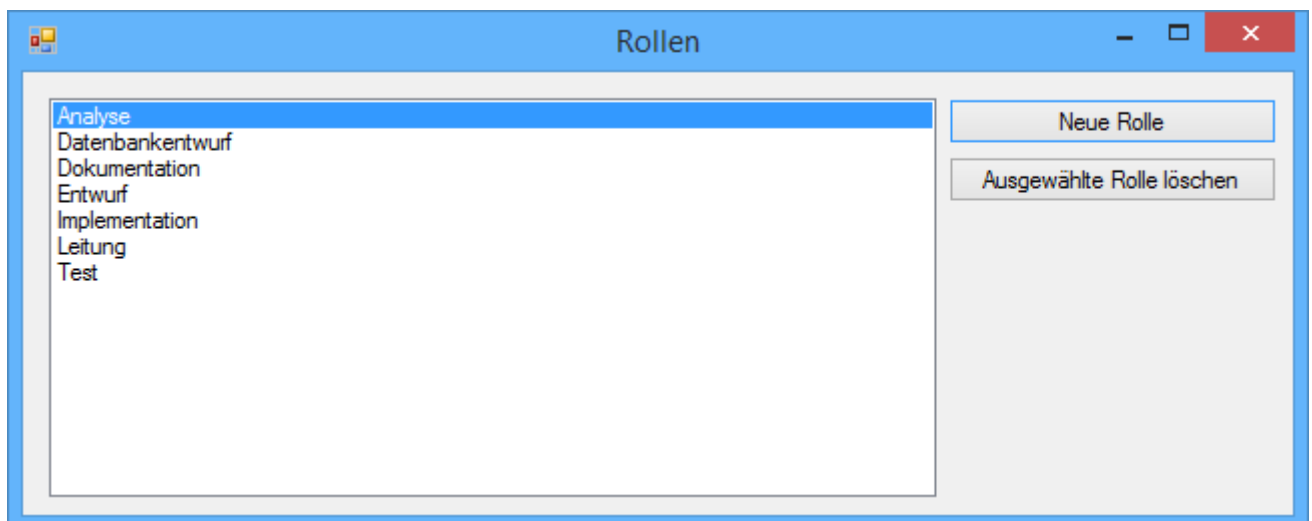 Rollen
Analyse
Datenbankentwurf
Dokumentation
Entwurf
Implementation
Leitung
Test
Neue Rolle
Ausgewählte Rolle löschen